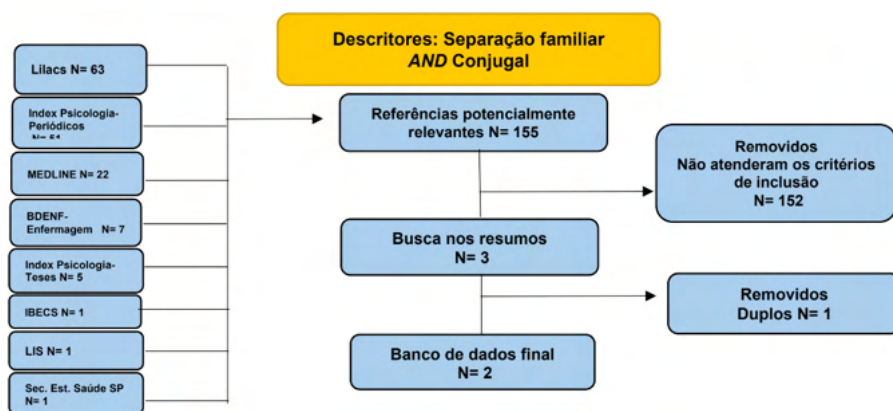 Descritores: Separação familiar
AND Conjugal
Lilacs N= 63
Index Psicologia-
Periódicos
MEDLINE N= 22
BDENF-
Enfermagem N= 7
Index Psicologia-
Teses N= 5
IBECS N= 1
LIS N= 1
Sec. Est. Saúde SP
N= 1
Referências potencialmente
relevantes N= 155
Removidos
Não atenderam os critérios
de inclusão
N= 152
Busca nos resumos
N= 3
Removidos
Duplos N= 1
Banco de dados final
N= 2